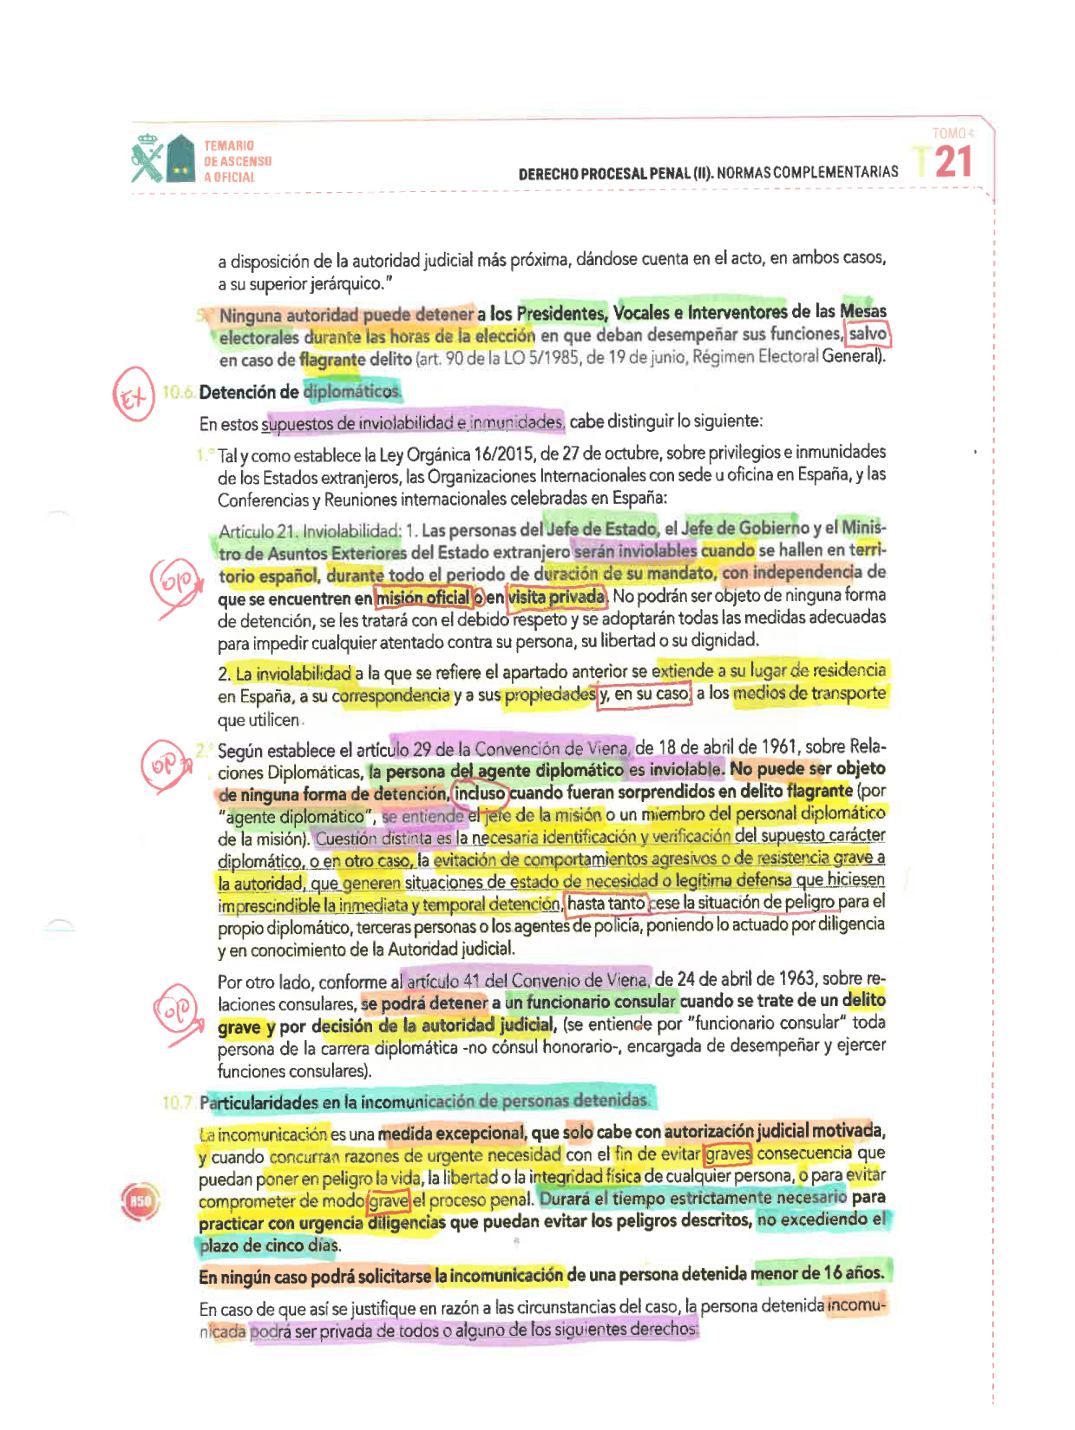 TEMARIO
DE ASCENSO
A OFICIAL
TOMO 4
DERECHO PROCESAL PENAL (II). NORMAS COMPLEMENTARIAS
T21
a disposición de la autoridad judicial más próxima, dándose cuenta en el acto, en ambos casos,
a su superior jerárquico."
5.º Ninguna autoridad puede detener a los Presidentes, Vocales e Interventores de las Mesas
electorales durante las horas de la elección en que deban desempeñar sus funciones, salvo
en caso de flagrante delito (art. 90 de la LO 5/1985, de 19 de junio, Régimen Electoral General).
EX
10.6. Detención de diplomáticos.
En estos supuestos de inviolabilidad e inmunidades, cabe distinguir lo siguiente:
1.º Tal y como establece la Ley Orgánica 16/2015, de 27 de octubre, sobre privilegios e inmunidades
de los Estados extranjeros, las Organizaciones Internacionales con sede u oficina en España, y las
Conferencias y Reuniones internacionales celebradas en España:
Artículo 21. Inviolabilidad: 1. Las personas del Jefe de Estado, el Jefe de Gobierno y el Minis-
tro de Asuntos Exteriores del Estado extranjero serán inviolables cuando se hallen en terri-
torio español, durante todo el periodo de duración de su mandato, con independencia de
que se encuentren en misión oficial o en visita privada. No podrán ser objeto de ninguna forma
de detención, se les tratará con el debido respeto y se adoptarán todas las medidas adecuadas
para impedir cualquier atentado contra su persona, su libertad o su dignidad.
2. La inviolabilidad a la que se refiere el apartado anterior se extiende a su lugar de residencia
en España, a su correspondencia y a sus propiedades y, en su caso, a los medios de transporte
que utilicen.
2.º Según establece el artículo 29 de la Convención de Viena, de 18 de abril de 1961, sobre Rela-
ciones Diplomáticas, la persona del agente diplomático es inviolable. No puede ser objeto
de ninguna forma de detención, incluso cuando fueran sorprendidos en delito flagrante (por
"agente diplomático", se entiende el jefe de la misión o un miembro del personal diplomático
de la misión). Cuestión distinta es la necesaria identificación y verificación del supuesto carácter
diplomático, o en otro caso, la evitación de comportamientos agresivos o de resistencia grave a
la autoridad, que generen situaciones de estado de necesidad o legítima defensa que hiciesen
imprescindible la inmediata y temporal detención, hasta tanto cese la situación de peligro para el
propio diplomático, terceras personas o los agentes de policía, poniendo lo actuado por diligencia
y en conocimiento de la Autoridad judicial.
Por otro lado, conforme al artículo 41 del Convenio de Viena, de 24 de abril de 1963, sobre re-
laciones consulares, se podrá detener a un funcionario consular cuando se trate de un delito
grave y por decisión de la autoridad judicial, (se entiende por "funcionario consular" toda
persona de la carrera diplomática -no cónsul honorario-, encargada de desempeñar y ejercer
funciones consulares).
10.7. Particularidades en la incomunicación de personas detenidas.
La incomunicación es una medida excepcional, que solo cabe con autorización judicial motivada,
y cuando concurran razones de urgente necesidad con el fin de evitar graves consecuencia que
puedan poner en peligro la vida, la libertad o la integridad física de cualquier persona, o para evitar
comprometer de modo grave el proceso penal. Durará el tiempo estrictamente necesario para
practicar con urgencia diligencias que puedan evitar los peligros descritos, no excediendo el
plazo de cinco días.
850
En ningún caso podrá solicitarse la incomunicación de una persona detenida menor de 16 años.
En caso de que así se justifique en razón a las circunstancias del caso, la persona detenida incomu-
nicada podrá ser privada de todos o alguno de los siguientes derechos: